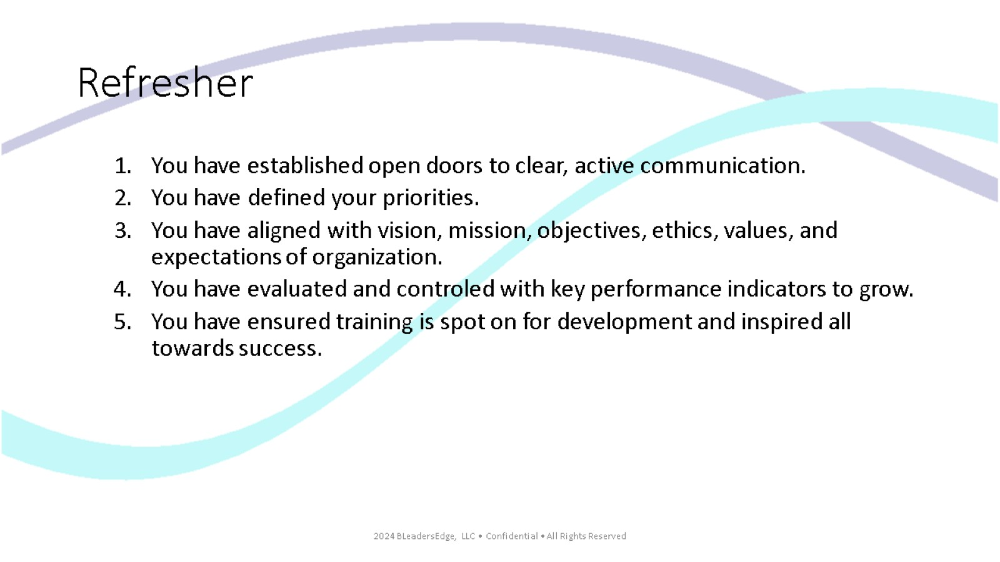 Refresher
1. You have established open doors to clear, active communication.
2. You have defined your priorities.
3. You have aligned with vision, mission, objectives, ethics, values, and
expectations of organization.
4. You have evaluated and controled with key performance indicators to grow.
5. You have ensured training is spot on for development and inspired all
towards success.
2024 BLeadersEdge, LLC • Confidential • All Rights Reserved